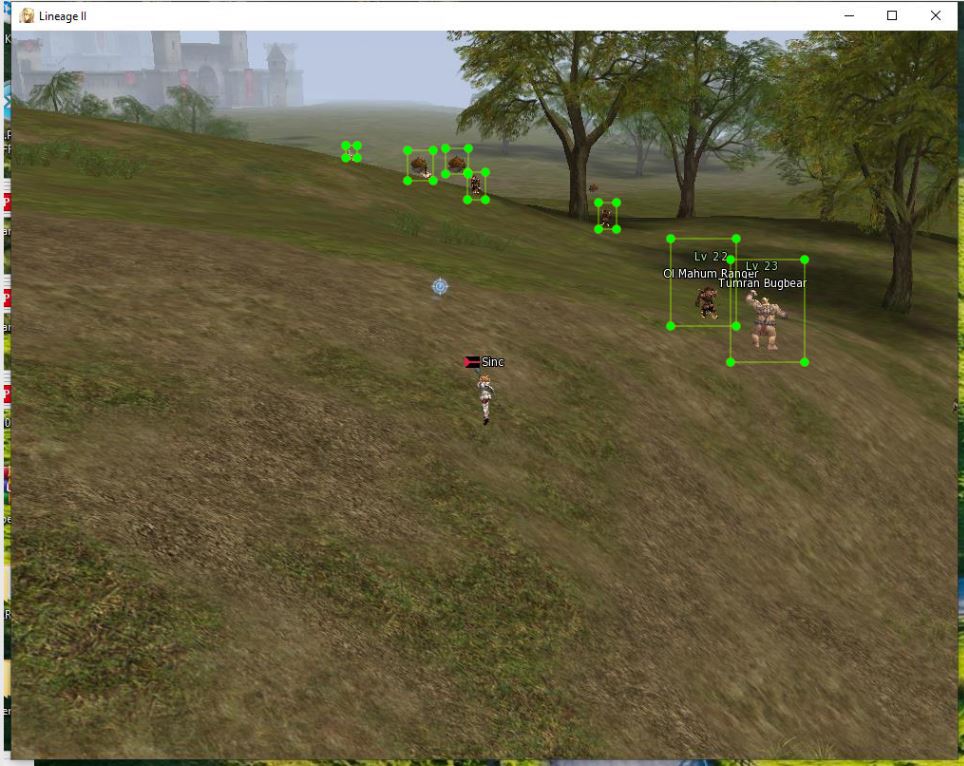 Lineage II
Lv 22
Ol Mahum Ranger
Lv 23
Tumran Bugbear
Sinc